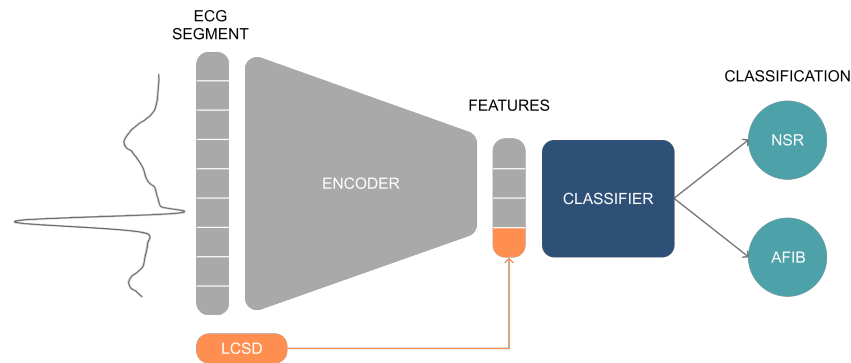 ECG
SEGMENT
ENCODER
FEATURES
CLASSIFIER
CLASSIFICATION
NSR
AFIB
LCSD